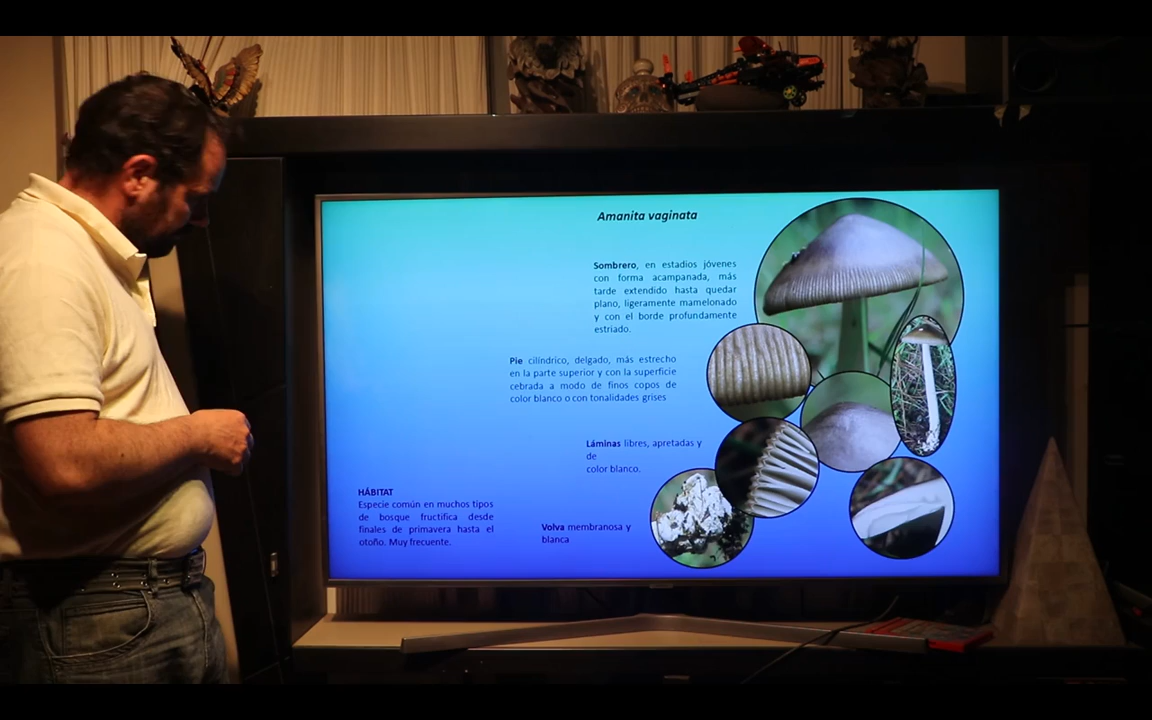 Amanita vaginata
Sombrero, en estadios jóvenes
con forma acampanada, más
tarde extendido hasta quedar
plano, ligeramente mamelonado
y con el borde profundamente
estriado.
Pie cilíndrico, delgado, más estrecho
en la parte superior y con la superficie
cebrada a modo de finos copos de
color blanco o con tonalidades grises
Láminas libres, apretadas y
de
color blanco.
HÁBITAT
Especie común en muchos tipos
de bosque fructifica desde
finales de primavera hasta el
otoño. Muy frecuente.
Volva membranosa y
blanca